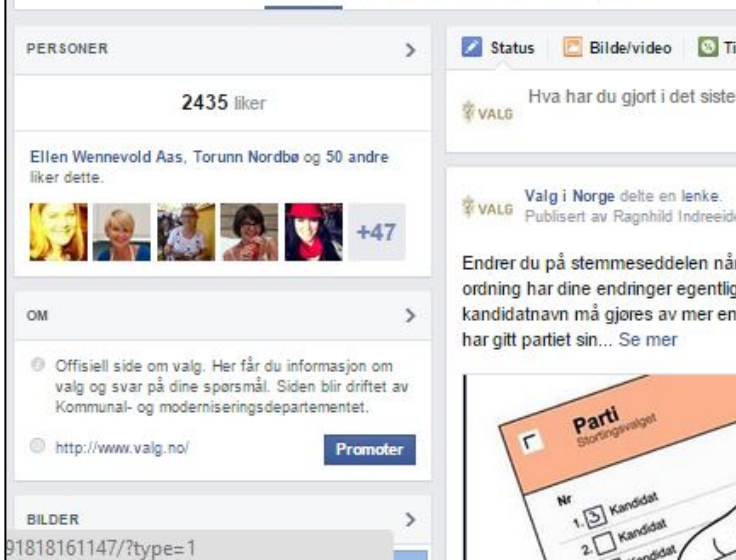 PERSONER
2435 liker
Ellen Wennevold Aas, Torunn Nordbø og 50 andre
liker dette.
+47
OM
Offisiell side om valg. Her får du informasjon om
valg og svar på dine spørsmål. Siden blir driftet av
Kommunal- og moderniseringsdepartementet.
http://www.valg.no/
Promoter
BILDER
91818161147/?type=1
Status
Bilde/video
VALG
Hva har du gjort i det siste
VALG
Valg i Norge delte en lenke.
Publisert av Ragnhild
Endrer du på stemmeseddelen når
ordning har dine endringer
kandidatnavn må gjøres av mer
har gitt partiet sin... Se mer
Parti
Stortingsvalget
Nr
1. 3 Kandidat
2. Kandidat